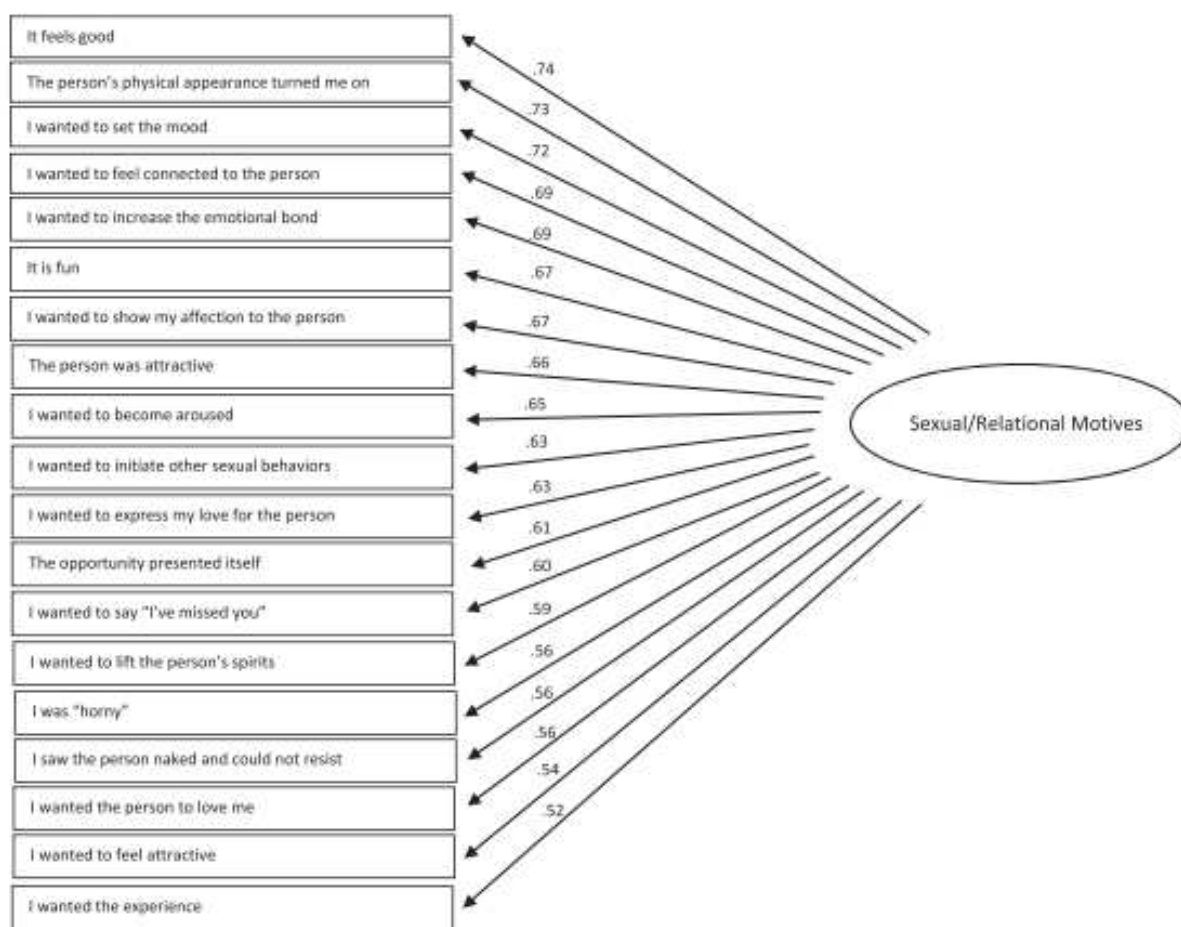 It feels good
.74
The person's physical appearance turned me on
.73
I wanted to set the mood
.72
I wanted to feel connected to the person
.69
I wanted to increase the emotional bond
.69
It is fun
.67
I wanted to show my affection to the person
.67
The person was attractive
.66
I wanted to become aroused
.65
I wanted to initiate other sexual behaviors
.63
I wanted to express my love for the person
.63
The opportunity presented itself
.61
I wanted to say "I've missed you"
.60
I wanted to lift the person's spirits
.59
I was "horny"
.56
I saw the person naked and could not resist
.56
I wanted the person to love me
.56
I wanted to feel attractive
.54
I wanted the experience
.52
Sexual/Relational Motives